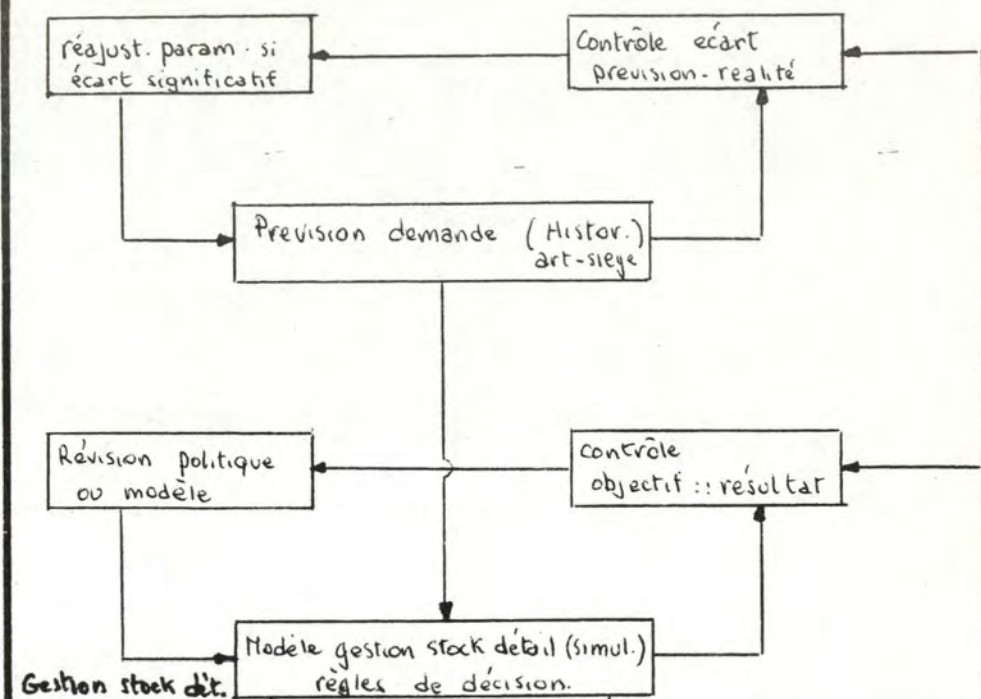 réajust. param. si
écart significatif
Contrôle écart
prevision-realité
Prevision demande (Histor.)
art-siège
Révision politique
ou modèle
contrôle
objectif :: résultat
Modèle gestion stock détail (simul.)
règles de décision.
Gestion stock dét.